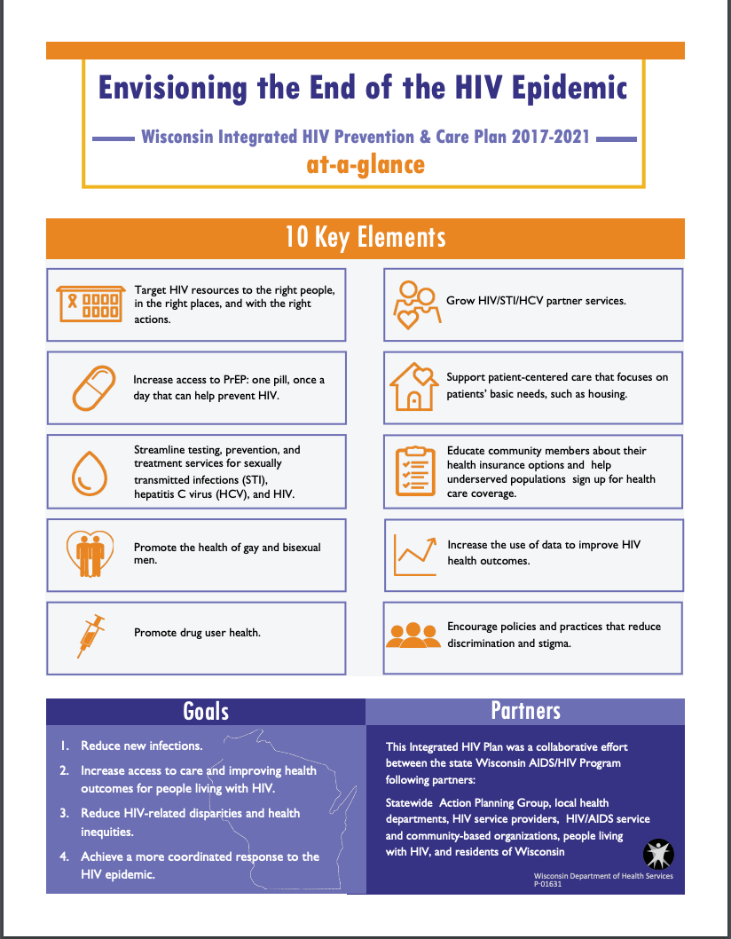 Envisioning the End of the HIV Epidemic
Wisconsin Integrated HIV Prevention & Care Plan 2017-2021
at-a-glance
10 Key Elements
Target HIV resources to the right people,
in the right places, and with the right
actions.
Increase access to PrEP: one pill, once a
day that can help prevent HIV.
Streamline testing, prevention, and
treatment services for sexually
transmitted infections (STI),
hepatitis C virus (HCV), and HIV.
Promote the health of gay and bisexual
men.
Promote drug user health.
Grow HIV/STI/HCV partner services.
Support patient-centered care that focuses on
patients' basic needs, such as housing.
Educate community members about their
health insurance options and help
underserved populations sign up for health
care coverage.
Increase the use of data to improve HIV
health outcomes.
Encourage policies and practices that reduce
discrimination and stigma.
Goals
1. Reduce new infections.
2. Increase access to care and improving health
outcomes for people living with HIV.
3. Reduce HIV-related disparities and health
inequities.
4. Achieve a more coordinated response to the
HIV epidemic.
Partners
This Integrated HIV Plan was a collaborative effort
between the state Wisconsin AIDS/HIV Program
following partners:
Statewide Action Planning Group, local health
departments, HIV service providers, HIV/AIDS service
and community-based organizations, people living
with HIV, and residents of Wisconsin
Wisconsin Department of Health Services
P-01631